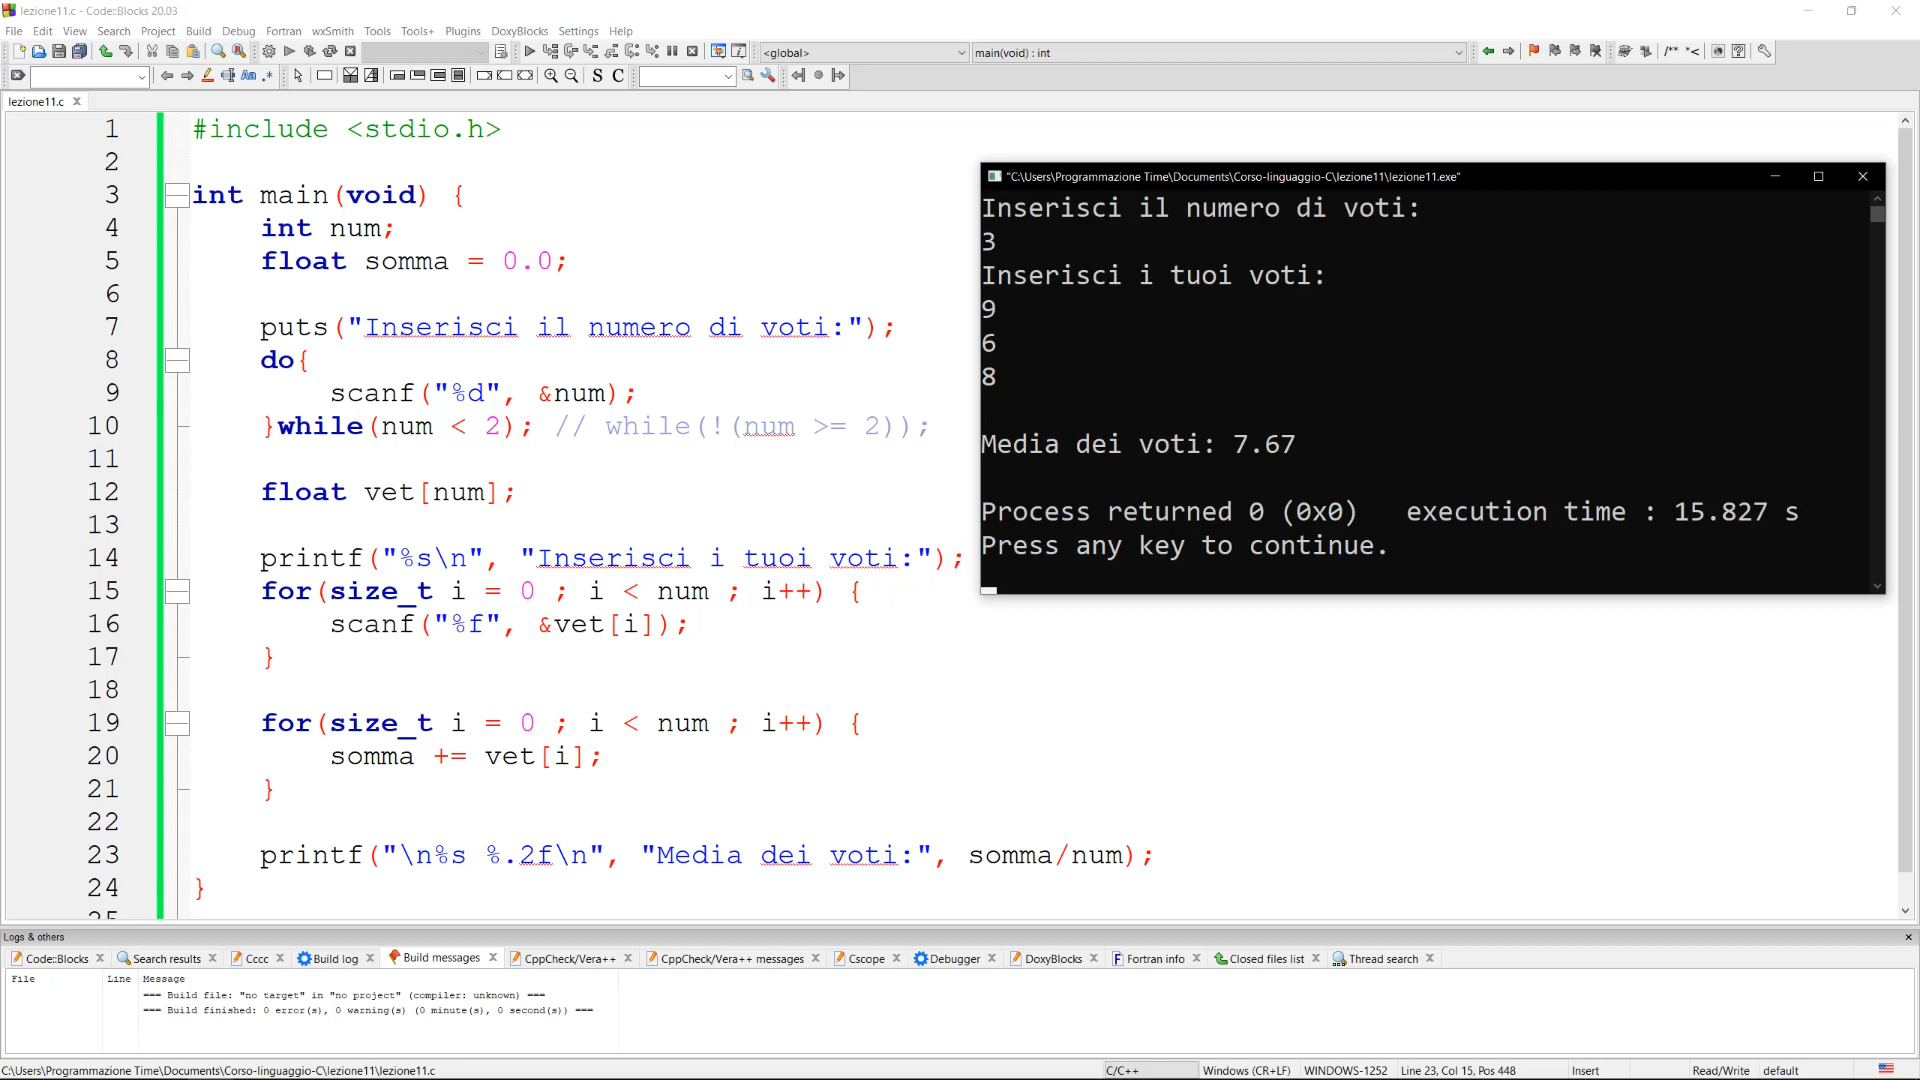 lezione11.c - Code::Blocks 20.03
File Edit View Search Project Build Debug Fortran wxSmith Tools Tools+ Plugins DoxyBlocks Settings Help
<global> main(void) : int
S C
lezione11.c
1 #include <stdio.h>
2
3 int main(void) {
4 int num;
5 float somma = 0.0;
6
7 puts("Inserisci il numero di voti:");
8 do{
9 scanf("%d", &num);
10 }while(num < 2); // while(!(num >= 2));
11
12 float vet[num];
13
14 printf("%s\n", "Inserisci i tuoi voti:");
15 for(size_t i = 0 ; i < num ; i++) {
16 scanf("%f", &vet[i]);
17 }
18
19 for(size_t i = 0 ; i < num ; i++) {
20 somma += vet[i];
21 }
22
23 printf("\n%s %.2f\n", "Media dei voti:", somma/num);
24 }
25
"C:\Users\Programmazione Time\Documents\Corso-linguaggio-C\lezione11\lezione11.exe"
Inserisci il numero di voti:
3
Inserisci i tuoi voti:
9
6
8
Media dei voti: 7.67
Process returned 0 (0x0) execution time : 15.827 s
Press any key to continue.
Logs & others
Code::Blocks Search results Cccc Build log Build messages CppCheck/Vera++ CppCheck/Vera++ messages Cscope Debugger DoxyBlocks Fortran info Closed files list Thread search
File Line Message
=== Build file: "no target" in "no project" (compiler: unknown) ===
=== Build finished: 0 error(s), 0 warning(s) (0 minute(s), 0 second(s)) ===
C:\Users\Programmazione Time\Documents\Corso-linguaggio-C\lezione11\lezione11.c C/C++ Windows (CR+LF) WINDOWS-1252 Line 23, Col 15, Pos 448 Insert Read/Write default